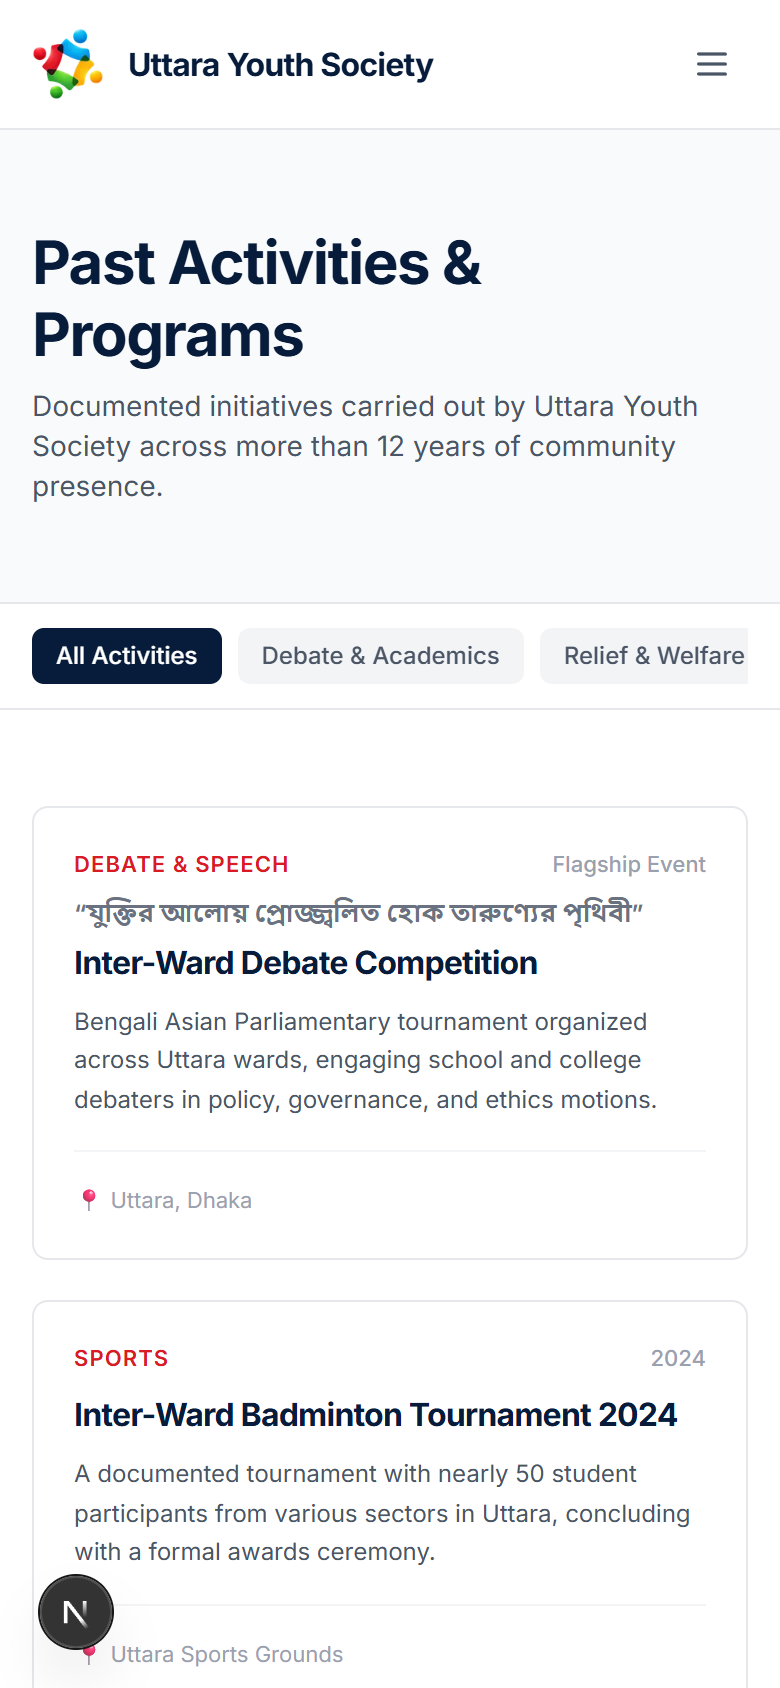 Uttara Youth Society
Past Activities &
Programs
Documented initiatives carried out by Uttara Youth
Society across more than 12 years of community
presence.
All Activities
Debate & Academics
Relief & Welfare
DEBATE & SPEECH
Flagship Event
“যুক্তির আলোয় প্রোজ্জ্বলিত হোক তারুণ্যের পৃথিবী”
Inter-Ward Debate Competition
Bengali Asian Parliamentary tournament organized
across Uttara wards, engaging school and college
debaters in policy, governance, and ethics motions.
📍 Uttara, Dhaka
SPORTS
2024
Inter-Ward Badminton Tournament 2024
A documented tournament with nearly 50 student
participants from various sectors in Uttara, concluding
with a formal awards ceremony.
N
📍 Uttara Sports Grounds